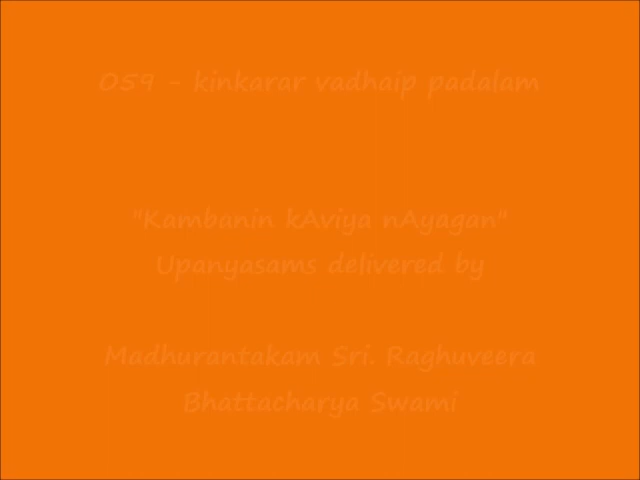 059 - kinkarar vadhaip padalam
"Kambanin kAviya nAyagan"
Upanyasams delivered by
Madhurantakam Sri. Raghuveera
Bhattacharya Swami